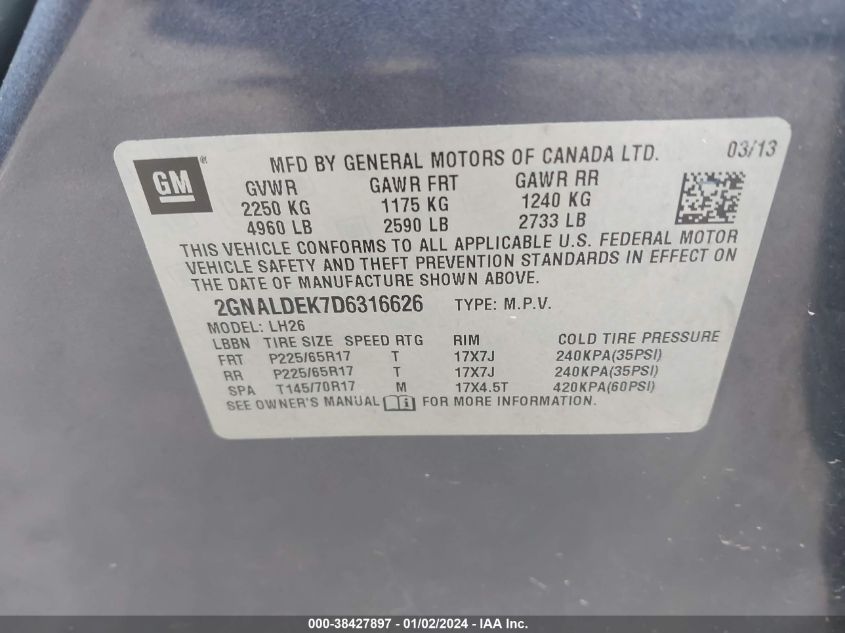 GM®
MFD BY GENERAL MOTORS OF CANADA LTD. 03/13
GVWR GAWR FRT GAWR RR
2250 KG 1175 KG 1240 KG
4960 LB 2590 LB 2733 LB
THIS VEHICLE CONFORMS TO ALL APPLICABLE U.S. FEDERAL MOTOR
VEHICLE SAFETY AND THEFT PREVENTION STANDARDS IN EFFECT ON
THE DATE OF MANUFACTURE SHOWN ABOVE.
2GNALDEK7D6316626 TYPE: M.P.V.
MODEL: LH26
LBBN TIRE SIZE SPEED RTG RIM COLD TIRE PRESSURE
FRT P225/65R17 T 17X7J 240KPA(35PSI)
RR P225/65R17 T 17X7J 240KPA(35PSI)
SPA T145/70R17 M 17X4.5T 420KPA(60PSI)
SEE OWNER'S MANUAL FOR MORE INFORMATION.
000-38427897 - 01/02/2024 - IAA Inc.